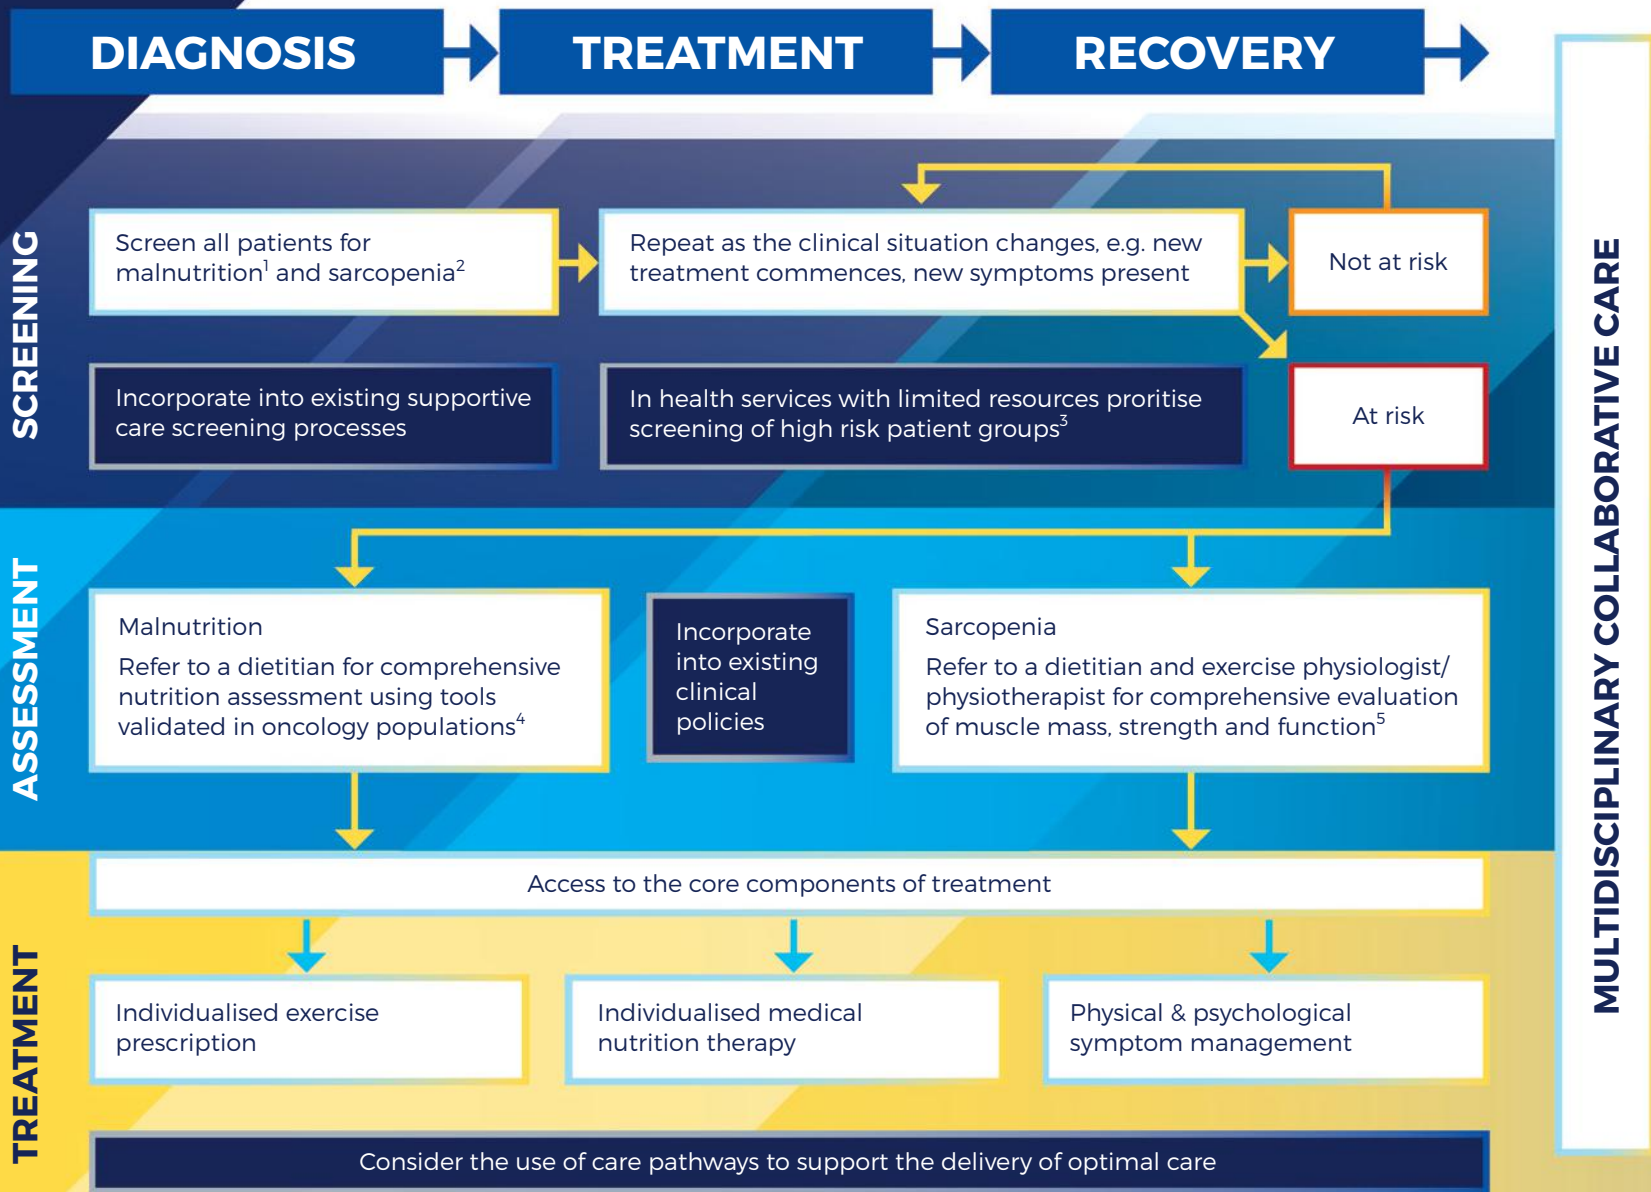 DIAGNOSIS
TREATMENT
RECOVERY
SCREENING
Screen all patients for
malnutrition¹ and sarcopenia²
Repeat as the clinical situation changes, e.g. new
treatment commences, new symptoms present
Not at risk
Incorporate into existing supportive
care screening processes
In health services with limited resources proritise
screening of high risk patient groups³
At risk
ASSESSMENT
Malnutrition
Refer to a dietitian for comprehensive
nutrition assessment using tools
validated in oncology populations⁴
Incorporate
into existing
clinical
policies
Sarcopenia
Refer to a dietitian and exercise physiologist/
physiotherapist for comprehensive evaluation
of muscle mass, strength and function⁵
TREATMENT
Access to the core components of treatment
Individualised exercise
prescription
Individualised medical
nutrition therapy
Physical & psychological
symptom management
Consider the use of care pathways to support the delivery of optimal care
MULTIDISCIPLINARY COLLABORATIVE CARE